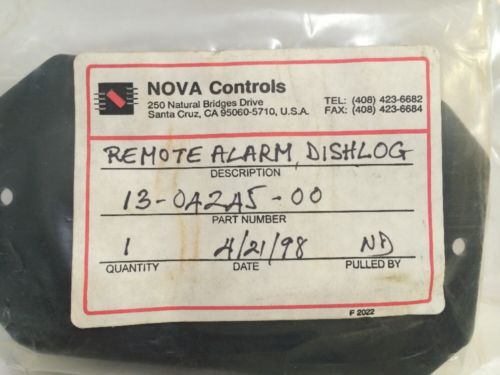 NOVA Controls
250 Natural Bridges Drive
Santa Cruz, CA 95060-5710, U.S.A.
TEL: (408) 423-6682
FAX: (408) 423-6684
REMOTE ALARM, DISHLOG
DESCRIPTION
13-0A2A5-00
PART NUMBER
1 4/21/98 ND
QUANTITY DATE PULLED BY
F 2022